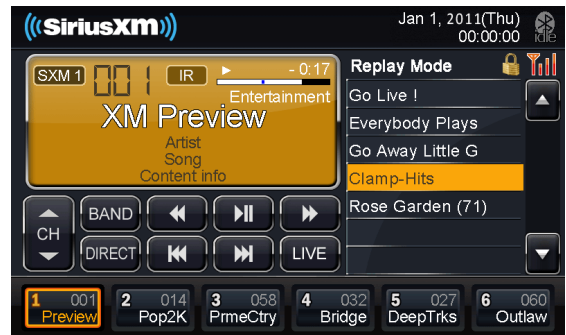 ((SiriusXM))
Jan 1, 2011(Thu)
00:00:00
idle
SXM 1
001
IR
- 0:17
Entertainment
XM Preview
Artist
Song
Content info
Replay Mode
Go Live !
Everybody Plays
Go Away Little G
Clamp-Hits
Rose Garden (71)
CH
BAND
DIRECT
LIVE
1 001
Preview
2 014
Pop2K
3 058
PrmeCtry
4 032
Bridge
5 027
DeepTrks
6 060
Outlaw